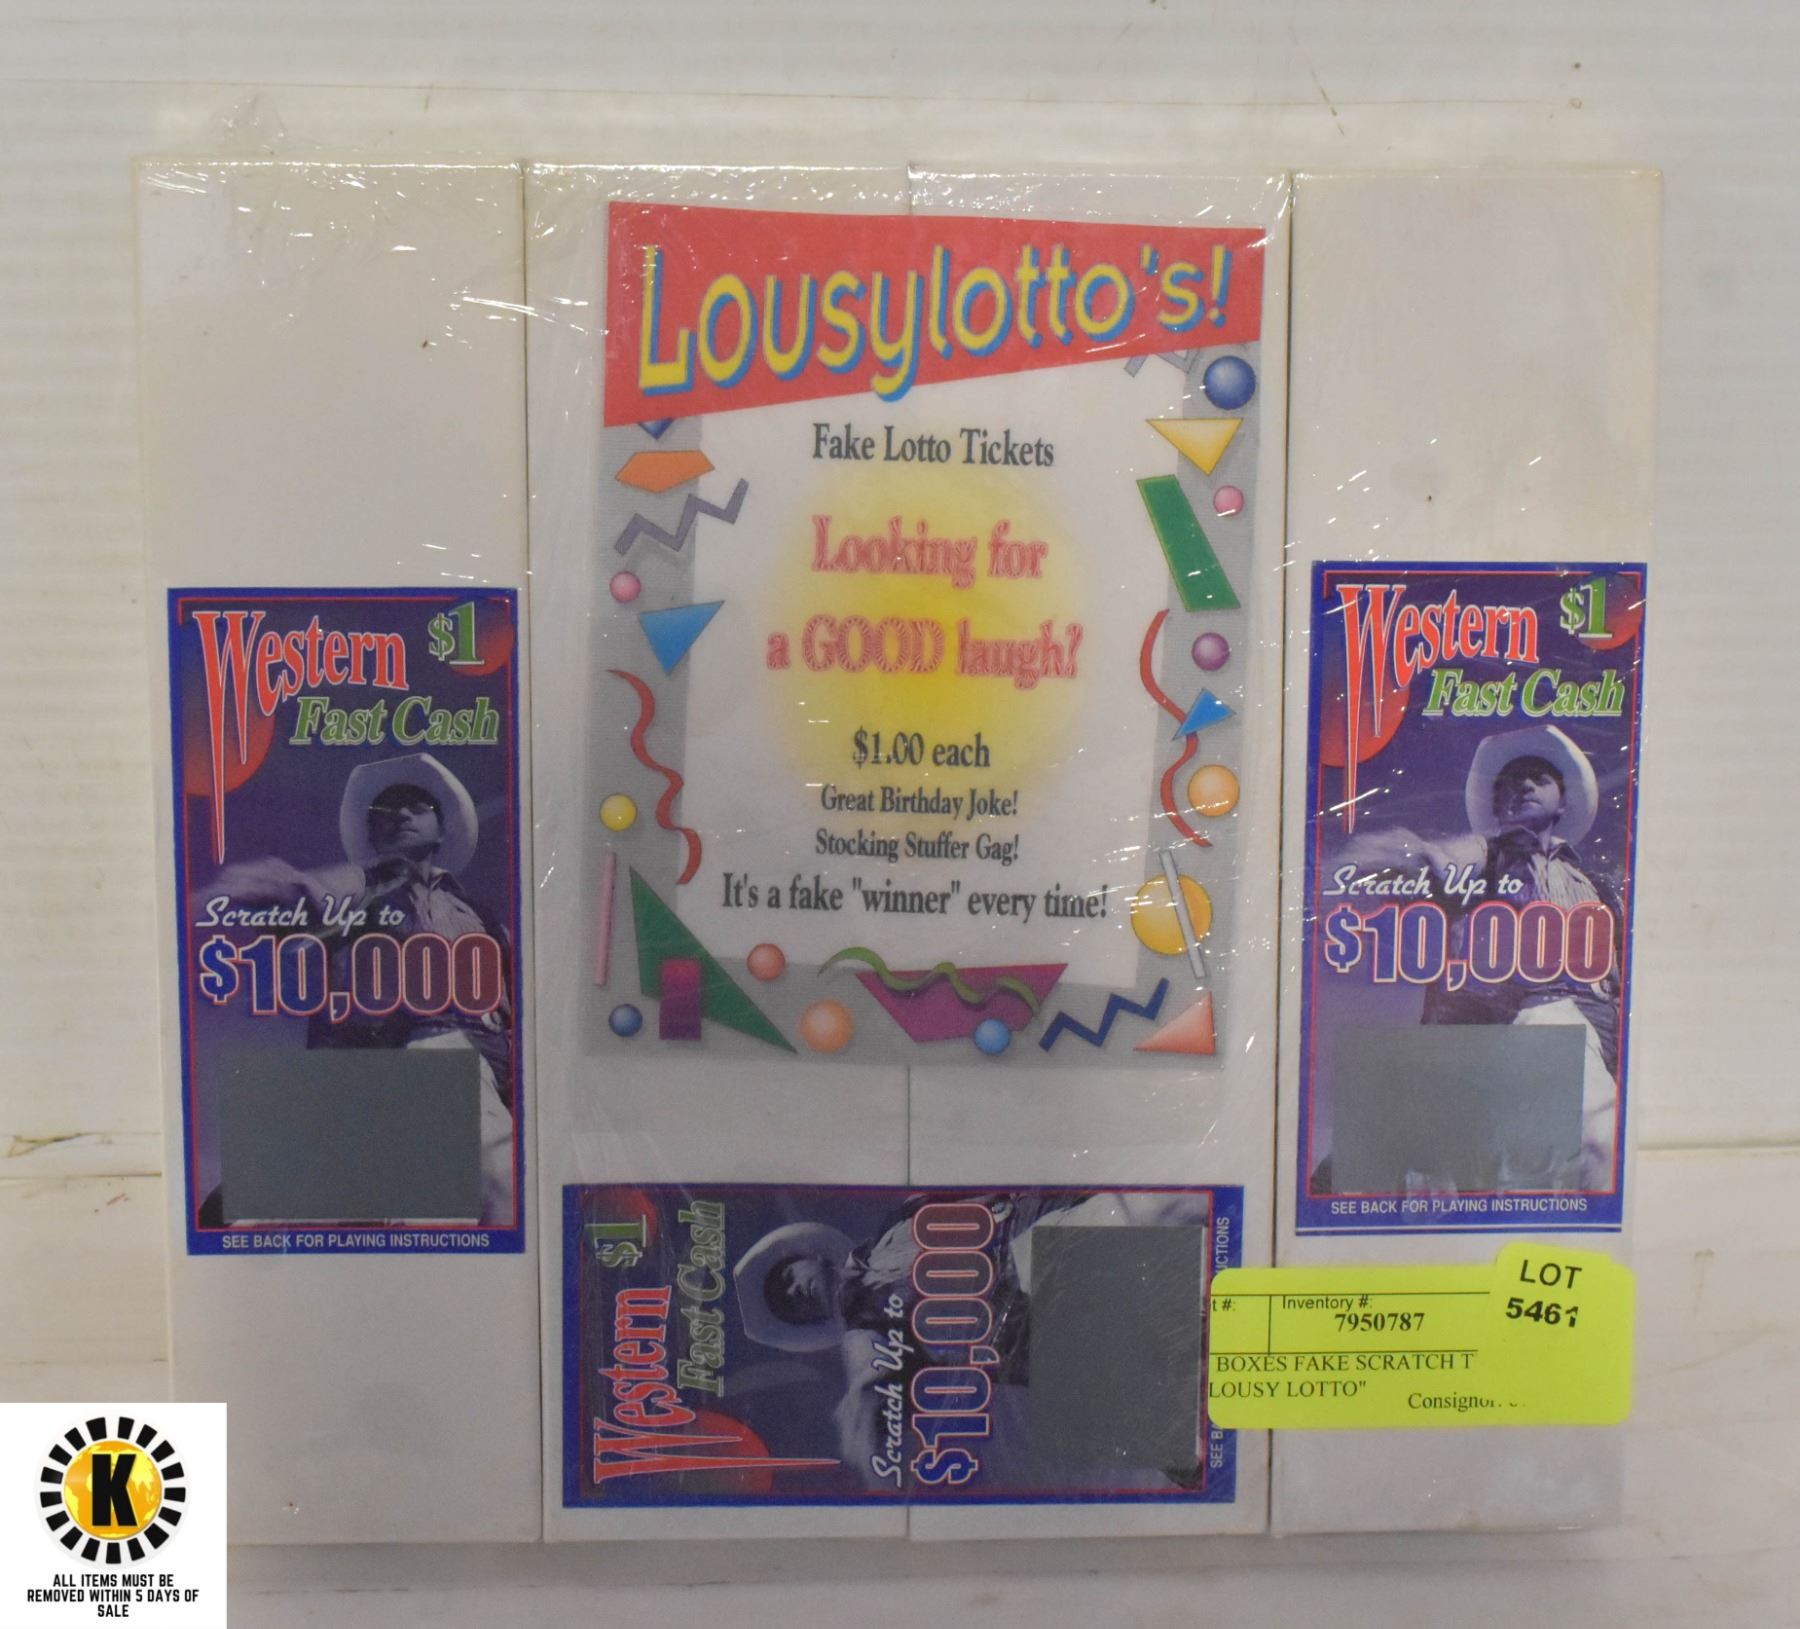 Lousylotto's!
Fake Lotto Tickets
Looking for
a GOOD laugh?
$1.00 each
Great Birthday Joke!
Stocking Stuffer Gag!
It's a fake "winner" every time!
Western $1
Fast Cash
Scratch Up to
$10,000
SEE BACK FOR PLAYING INSTRUCTIONS
Western $1
Fast Cash
Scratch Up to
$10,000
SEE BACK FOR PLAYING INSTRUCTIONS
Western $1
Fast Cash
Scratch Up to
$10,000
SEE
LOT
5461
#: Inventory #:
7950787
BOXES FAKE SCRATCH T
LOUSY LOTTO"
K
ALL ITEMS MUST BE
REMOVED WITHIN 5 DAYS OF
SALE